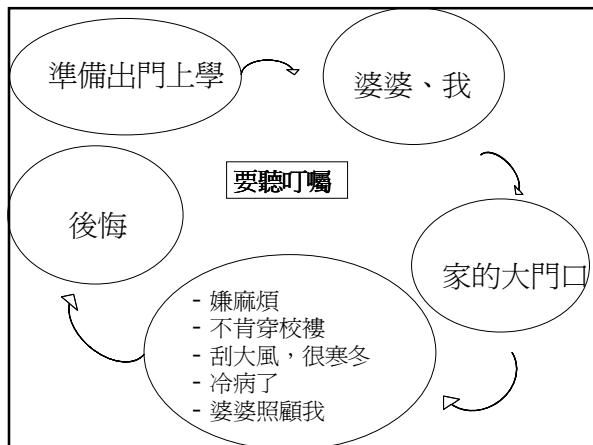 準備出門上學
婆婆、我
要聽叮囑
後悔
家的大門口
- 嫌麻煩
- 不肯穿校褸
- 刮大風，很寒冬
- 冷病了
- 婆婆照顧我